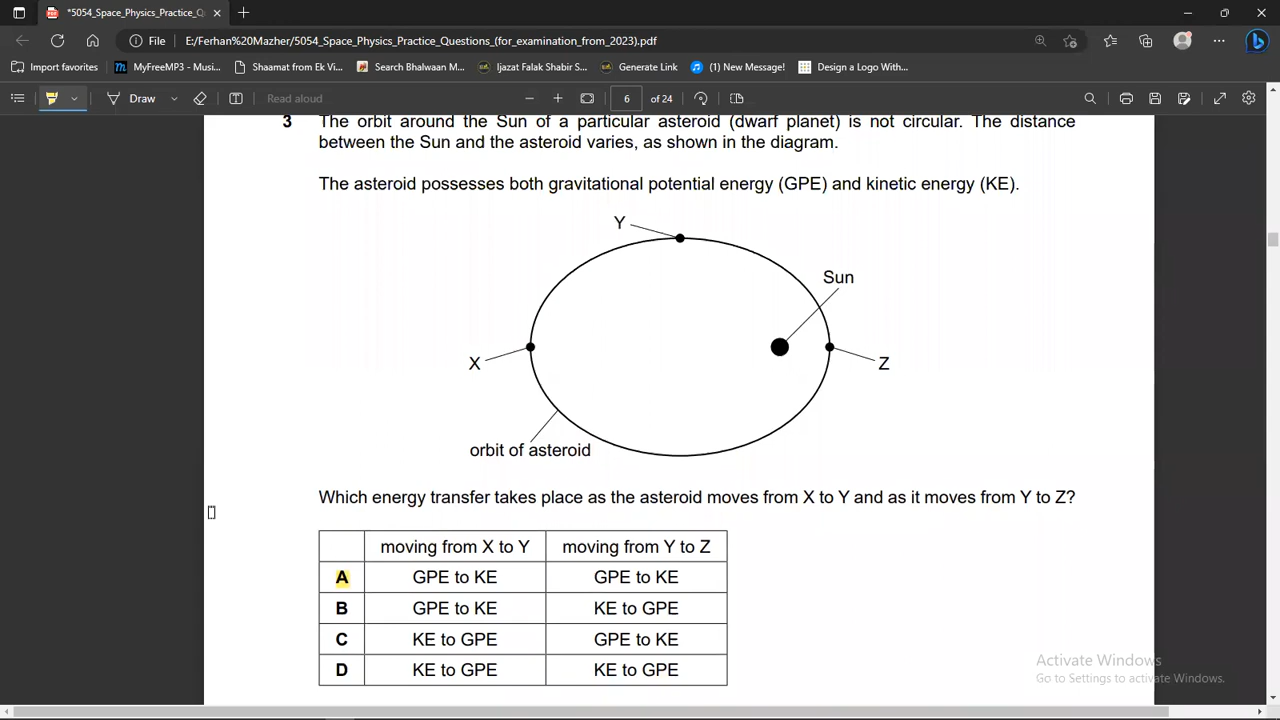 *5054_Space_Physics_Practice_Q
File
E:/Ferhan%20Mazher/5054_Space_Physics_Practice_Questions_(for_examination_from_2023).pdf
Import favorites
MyFreeMP3 - Musi...
Shaamat from Ek Vi...
Search Bhalwaan M...
Ijazat Falak Shabir S...
Generate Link
(1) New Message!
Design a Logo With...
Draw
Read aloud
6 of 24
3 The orbit around the Sun of a particular asteroid (dwarf planet) is not circular. The distance
between the Sun and the asteroid varies, as shown in the diagram.
The asteroid possesses both gravitational potential energy (GPE) and kinetic energy (KE).
Y
Sun
X
Z
orbit of asteroid
Which energy transfer takes place as the asteroid moves from X to Y and as it moves from Y to Z?
moving from X to Y moving from Y to Z
A GPE to KE GPE to KE
B GPE to KE KE to GPE
C KE to GPE GPE to KE
D KE to GPE KE to GPE
Activate Windows
Go to Settings to activate Windows.